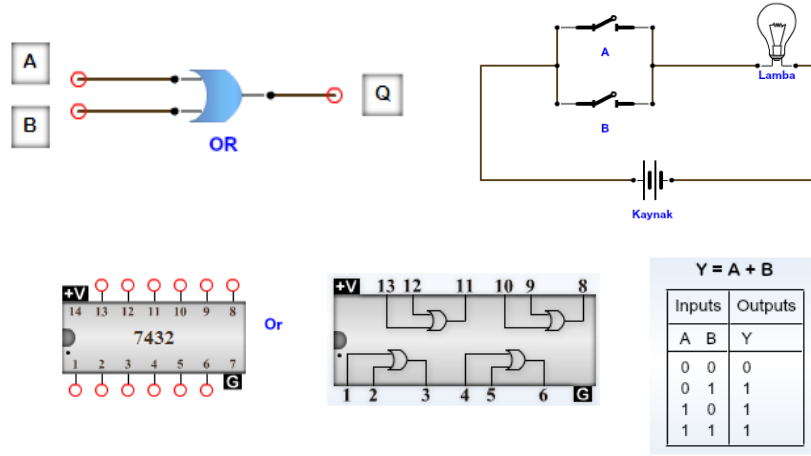 A
B
OR
Q
A
B
Lamba
Kaynak
+V
14 13 12 11 10 9 8
7432
1 2 3 4 5 6 7
G
Or
+V 13 12 11 10 9 8
1 2 3 4 5 6 G
Y = A + B
Inputs Outputs
A B Y
0 0 0
0 1 1
1 0 1
1 1 1